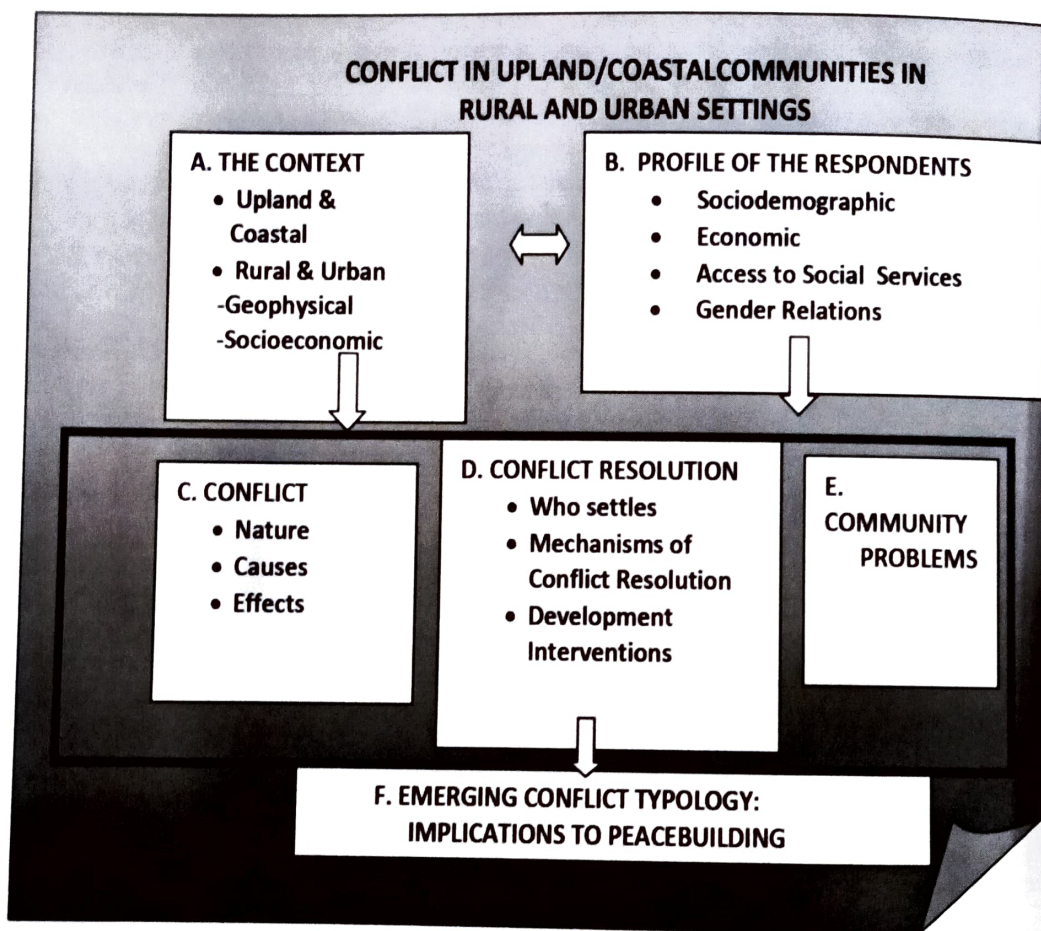 CONFLICT IN UPLAND/COASTALCOMMUNITIES IN
RURAL AND URBAN SETTINGS
A. THE CONTEXT
• Upland &
Coastal
• Rural & Urban
-Geophysical
-Socioeconomic
B. PROFILE OF THE RESPONDENTS
• Sociodemographic
• Economic
• Access to Social Services
• Gender Relations
C. CONFLICT
• Nature
• Causes
• Effects
D. CONFLICT RESOLUTION
• Who settles
• Mechanisms of
Conflict Resolution
• Development
Interventions
E.
COMMUNITY
PROBLEMS
F. EMERGING CONFLICT TYPOLOGY:
IMPLICATIONS TO PEACEBUILDING